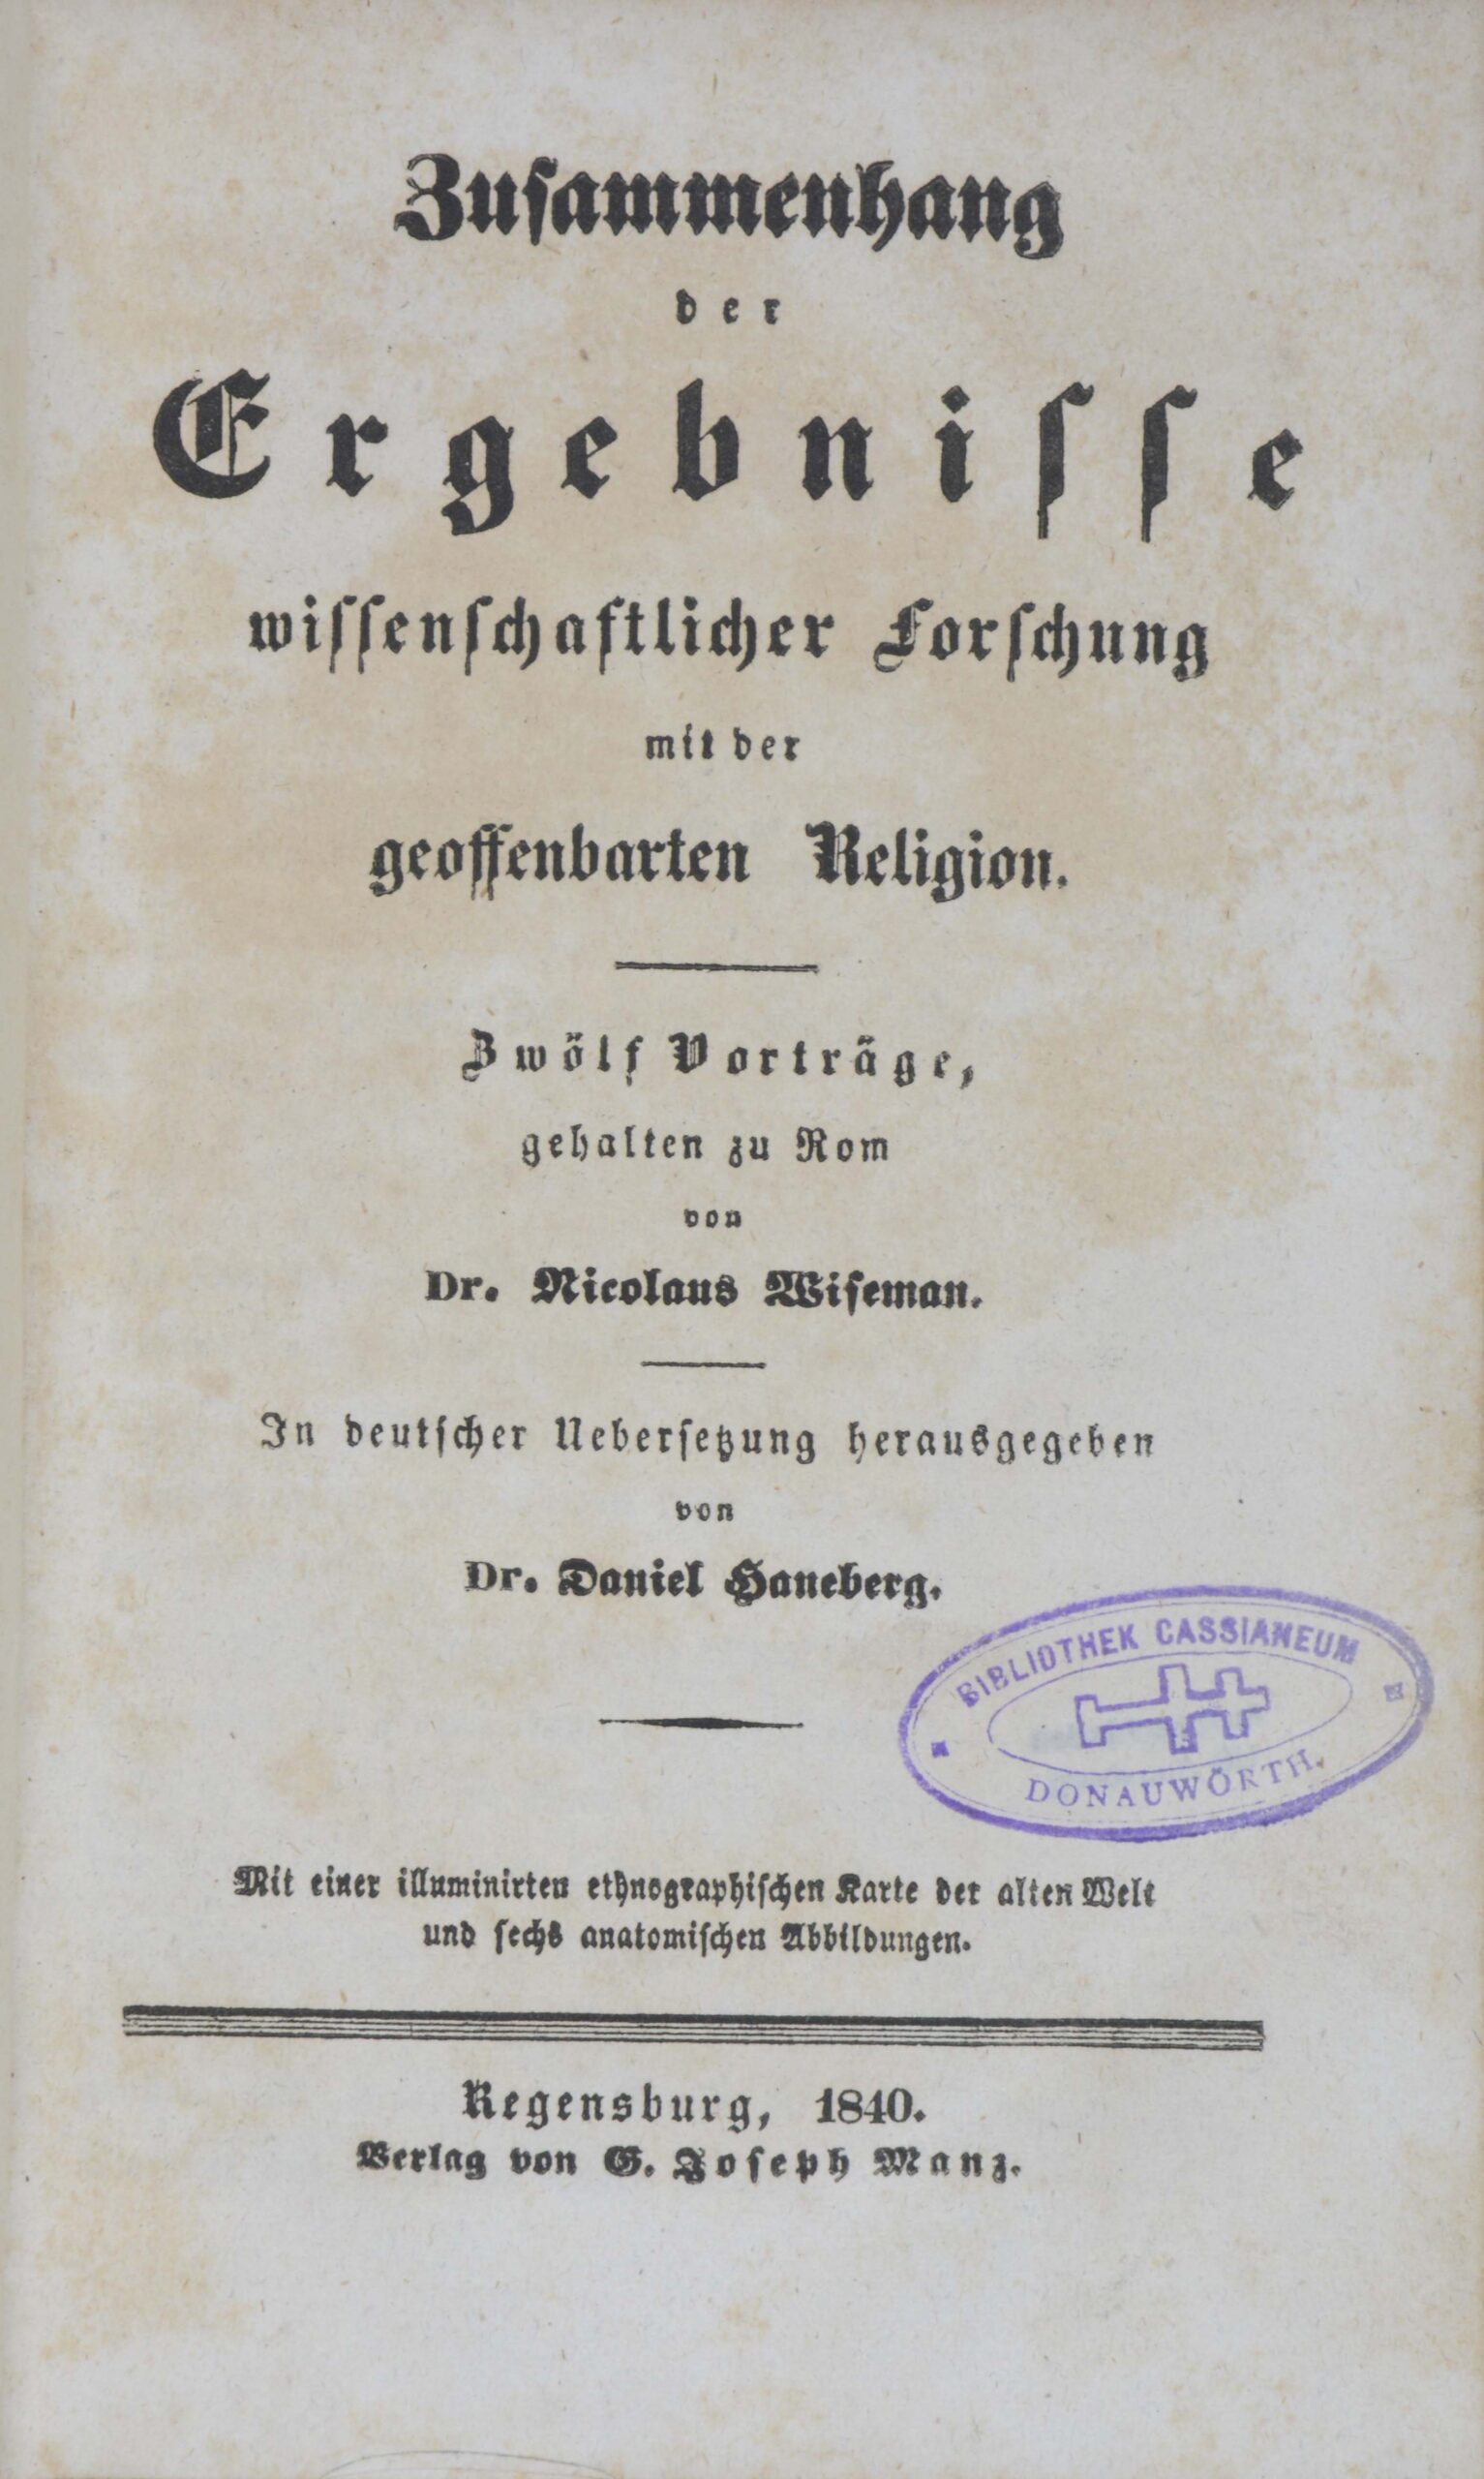 Zusammenhang
der
Ergebnisse
wissenschaftlicher Forschung
mit der
geoffenbarten Religion.
Zwölf Vorträge,
gehalten zu Rom
von
Dr. Nicolaus Wiseman.
In deutscher Uebersetzung herausgegeben
von
Dr. Daniel Haneberg.
BIBLIOTHEK CASSIANEUM
DONAUWÖRTH.
Mit einer illuminirten ethnographischen Karte der alten Welt
und sechs anatomischen Abbildungen.
Regensburg, 1840.
Verlag von G. Joseph Manz.